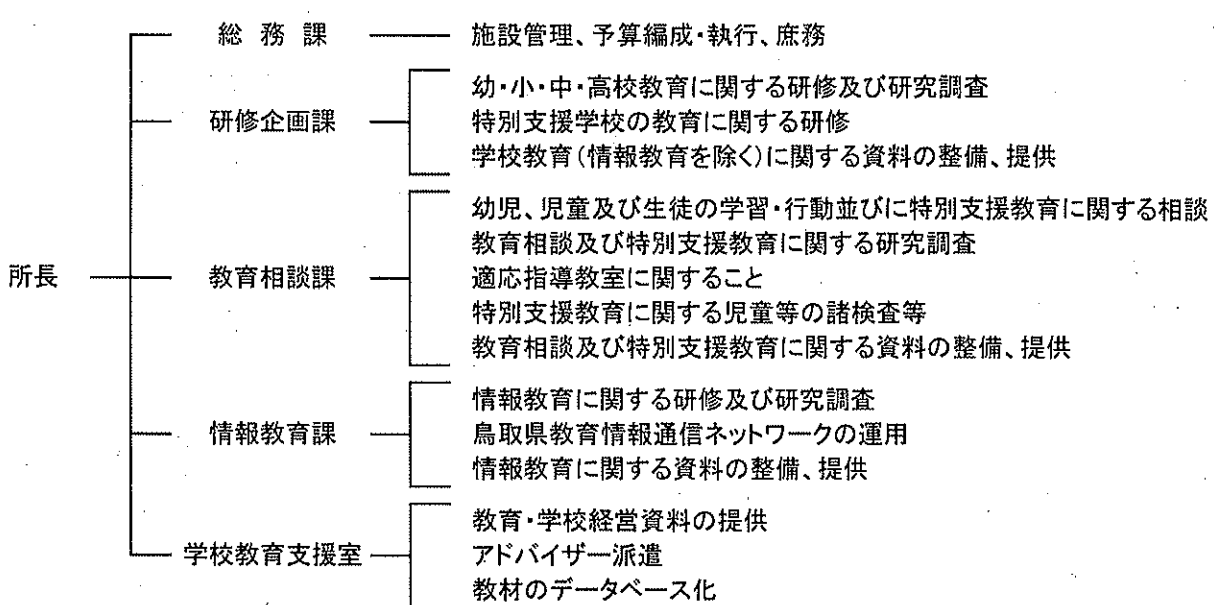 総務課 施設管理、予算編成・執行、庶務
幼・小・中・高校教育に関する研修及び研究調査
研修企画課 特別支援学校の教育に関する研修
学校教育(情報教育を除く)に関する資料の整備、提供
幼児、児童及び生徒の学習・行動並びに特別支援教育に関する相談
教育相談及び特別支援教育に関する研究調査
所長 教育相談課 適応指導教室に関すること
特別支援教育に関する児童等の諸検査等
教育相談及び特別支援教育に関する資料の整備、提供
情報教育に関する研修及び研究調査
情報教育課 鳥取県教育情報通信ネットワークの運用
情報教育に関する資料の整備、提供
教育・学校経営資料の提供
学校教育支援室 アドバイザー派遣
教材のデータベース化